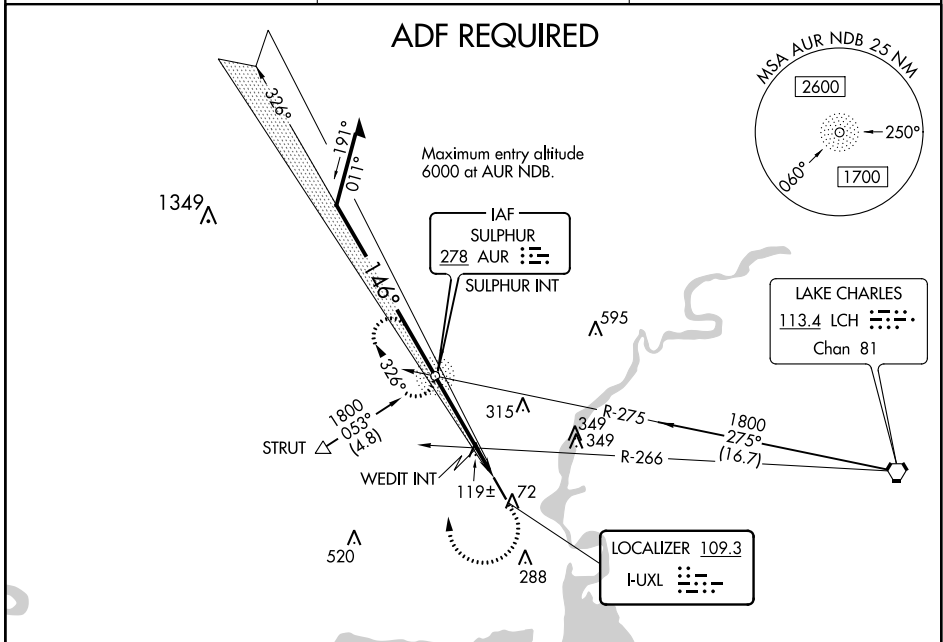 ADF REQUIRED
MSA AUR NDB 25 NM
2600
250°
060°
1700
326°
191°
011°
Maximum entry altitude
6000 at AUR NDB.
1349
IAF
SULPHUR
278 AUR
SULPHUR INT
146°
LAKE CHARLES
113.4 LCH
Chan 81
595
326°
315
R-275
1800
275°
(16.7)
349
349
1800
053°
(4.8)
STRUT
R-266
WEDIT INT
119±
72
520
288
LOCALIZER 109.3
I-UXL